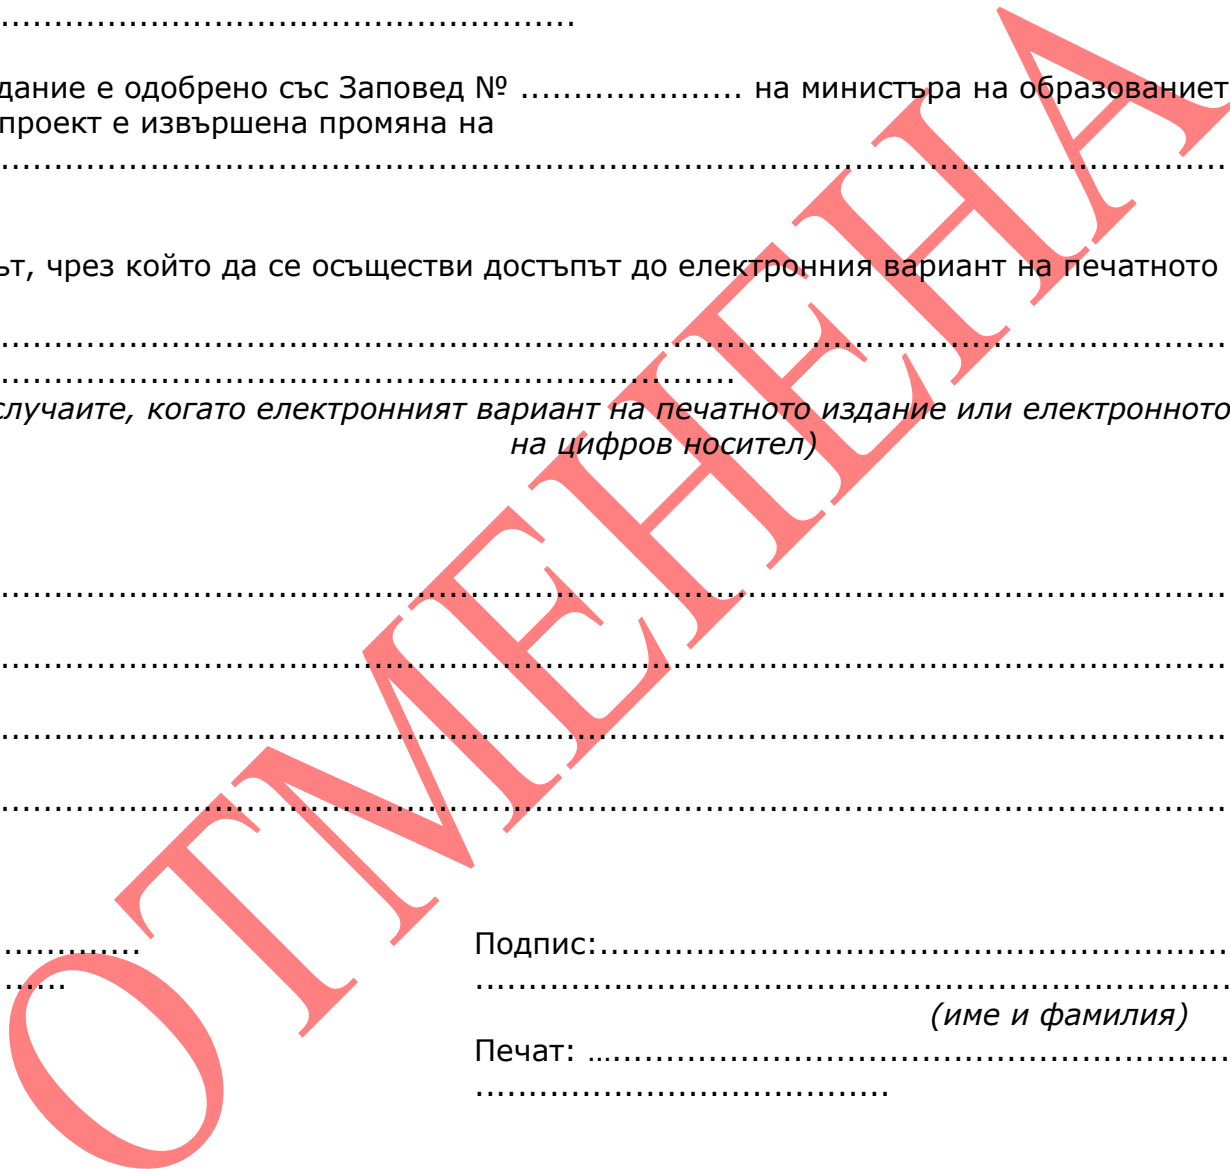 ..........................................................
дание е одобрено със Заповед № ..................... на министъра на образованиет
проект е извършена промяна на
....................................................................................................................
ът, чрез който да се осъществи достъпът до електронния вариант на печатното
....................................................................................................................
......................................................................
случаите, когато електронният вариант на печатното издание или електронното
на цифров носител)
....................................................................................................................
....................................................................................................................
....................................................................................................................
....................................................................................................................
............. Подпис:............................................................
...... ........................................................................
(име и фамилия)
Печат: ..............................................................
.......................................
ОТМЕНЕНА